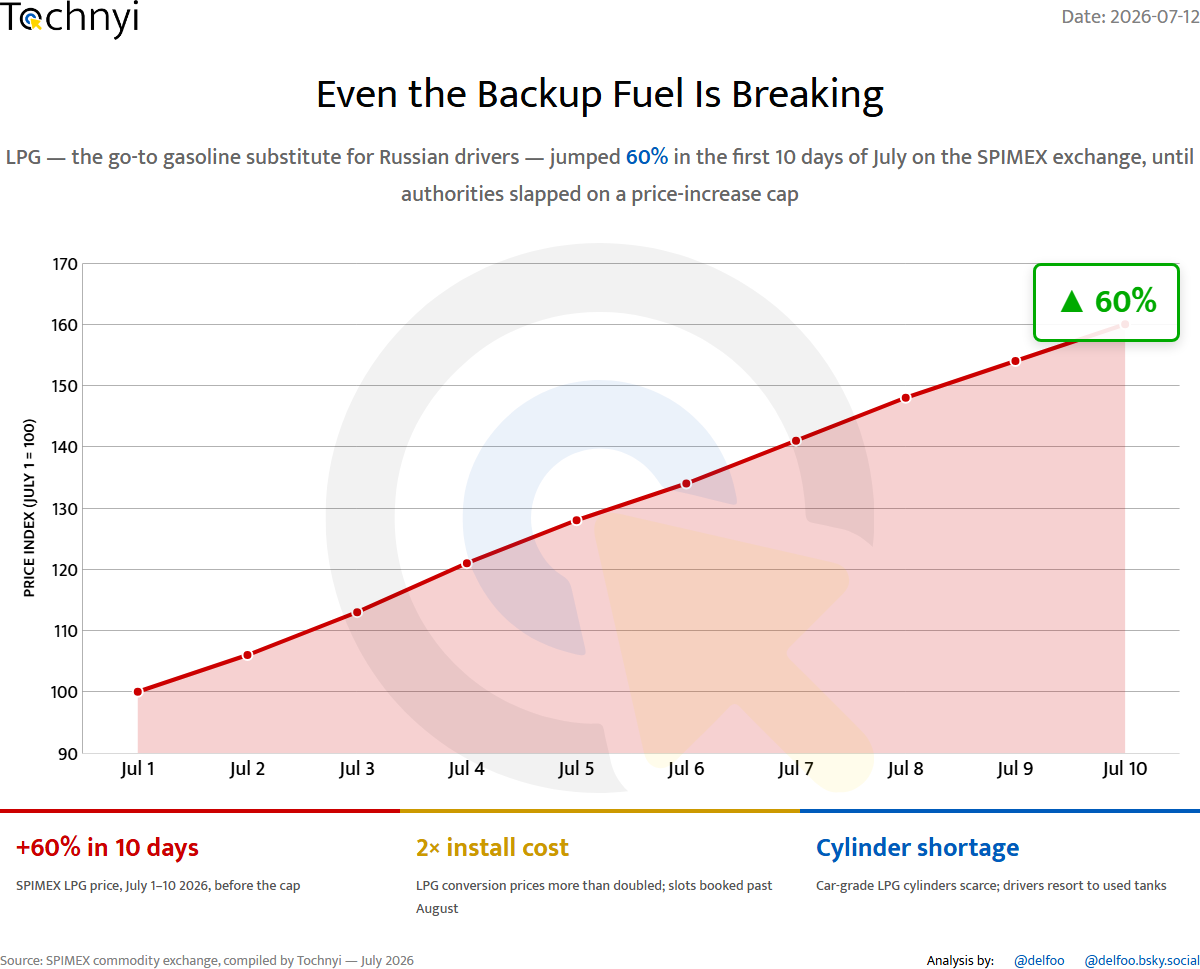 Tochnyi
Date: 2026-07-12
Even the Backup Fuel Is Breaking
LPG — the go-to gasoline substitute for Russian drivers — jumped 60% in the first 10 days of July on the SPIMEX exchange, until
authorities slapped on a price-increase cap
▲ 60%
PRICE INDEX (JULY 1 = 100)
170
160
150
140
130
120
110
100
90
Jul 1
Jul 2
Jul 3
Jul 4
Jul 5
Jul 6
Jul 7
Jul 8
Jul 9
Jul 10
+60% in 10 days
SPIMEX LPG price, July 1–10 2026, before the cap
2× install cost
LPG conversion prices more than doubled; slots booked past
August
Cylinder shortage
Car-grade LPG cylinders scarce; drivers resort to used tanks
Source: SPIMEX commodity exchange, compiled by Tochnyi — July 2026
Analysis by: @delfoo @delfoo.bsky.social